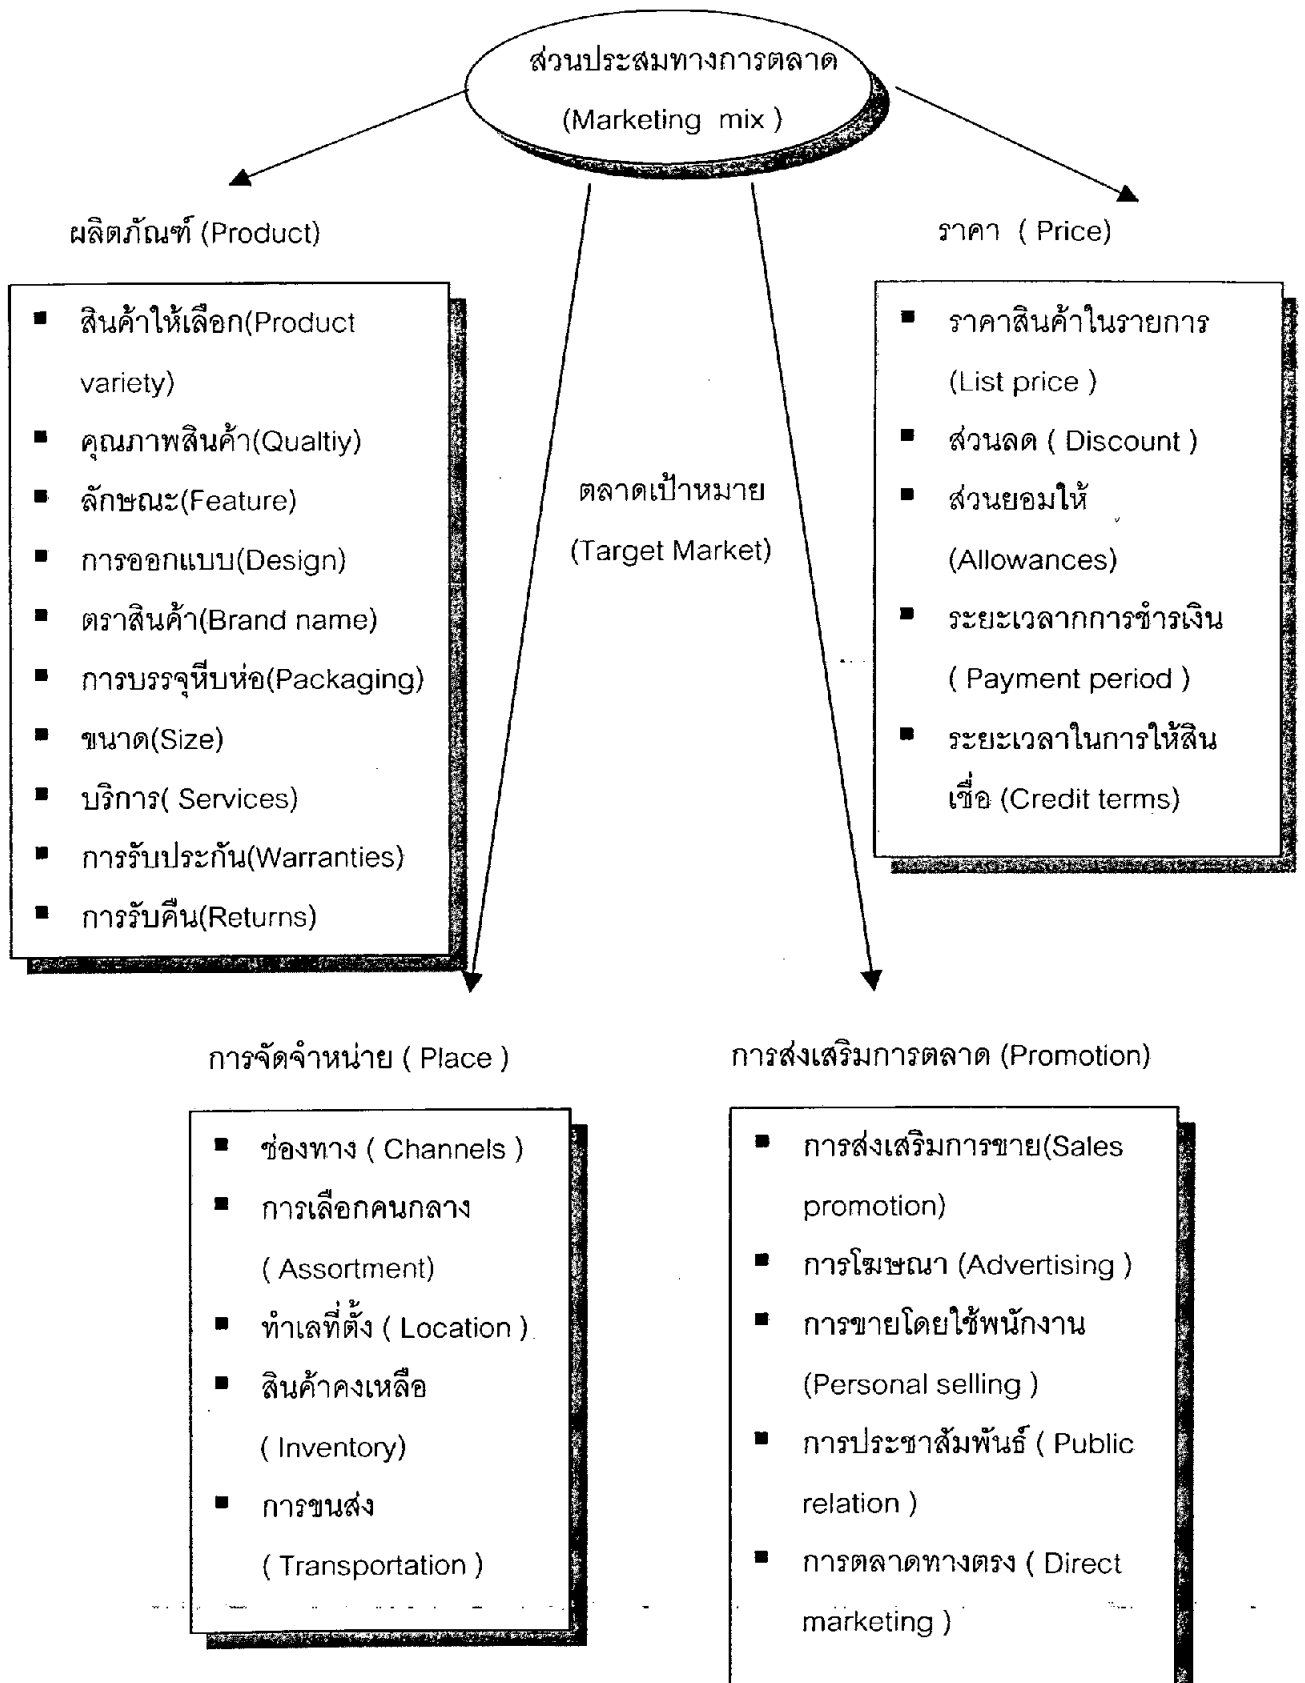 ส่วนประสมทางการตลาด
(Marketing mix )
ผลิตภัณฑ์ (Product)
สินค้าให้เลือก(Product
variety)
คุณภาพสินค้า(Qualtiy)
ลักษณะ(Feature)
การออกแบบ(Design)
ตราสินค้า(Brand name)
การบรรจุหีบห่อ(Packaging)
ขนาด(Size)
บริการ( Services)
การรับประกัน(Warranties)
การรับคืน(Returns)
ตลาดเป้าหมาย
(Target Market)
ราคา ( Price)
ราคาสินค้าในรายการ
(List price )
ส่วนลด ( Discount )
ส่วนยอมให้
(Allowances)
ระยะเวลากการชำรเงิน
( Payment period )
ระยะเวลาในการให้สิน
เชื่อ (Credit terms)
การจัดจำหน่าย ( Place )
ช่องทาง ( Channels )
การเลือกคนกลาง
( Assortment)
ทำเลที่ตั้ง ( Location )
สินค้าคงเหลือ
( Inventory)
การขนส่ง
( Transportation )
การส่งเสริมการตลาด (Promotion)
การส่งเสริมการขาย(Sales
promotion)
การโฆษณา (Advertising )
การขายโดยใช้พนักงาน
(Personal selling )
การประชาสัมพันธ์ ( Public
relation )
การตลาดทางตรง ( Direct
marketing )